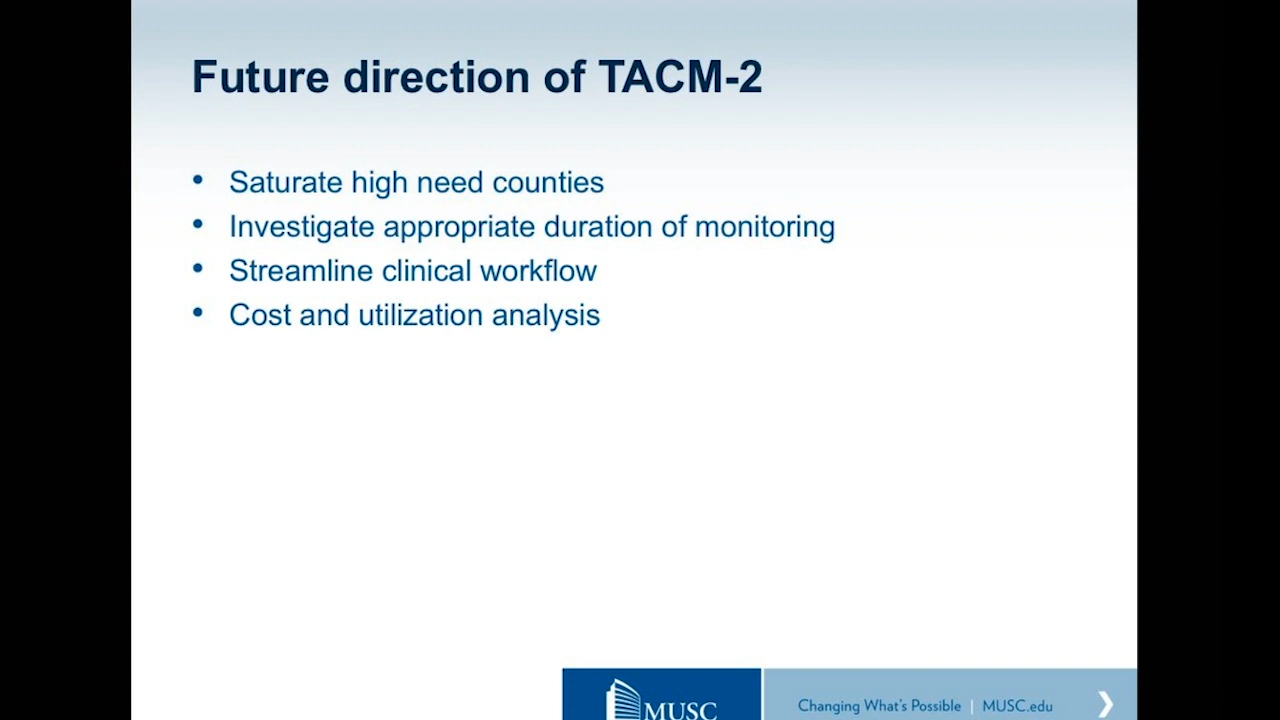 Future direction of TACM-2
• Saturate high need counties
• Investigate appropriate duration of monitoring
• Streamline clinical workflow
• Cost and utilization analysis
MUSC
Changing What's Possible | MUSC.edu